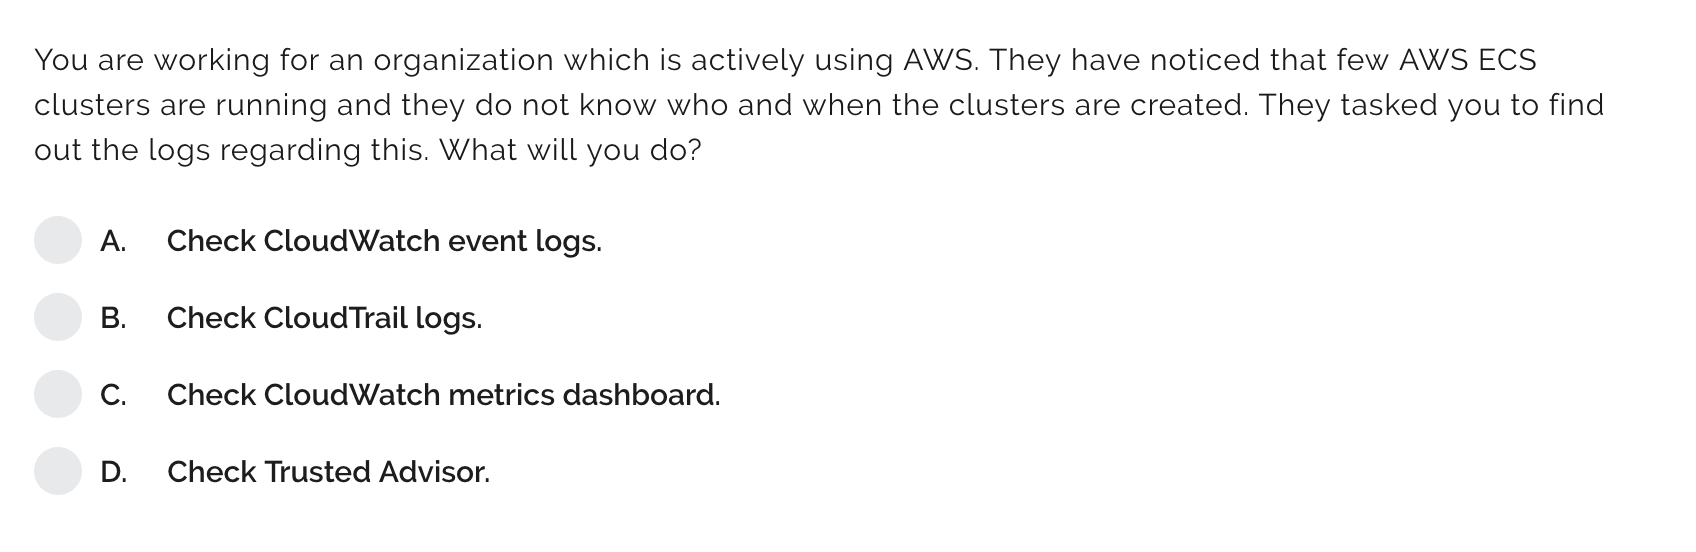 You are working for an organization which is actively using AWS. They have noticed that few AWS ECS
clusters are running and they do not know who and when the clusters are created. They tasked you to find
out the logs regarding this. What will you do?
A. Check CloudWatch event logs.
B. Check CloudTrail logs.
C. Check CloudWatch metrics dashboard.
D. Check Trusted Advisor.